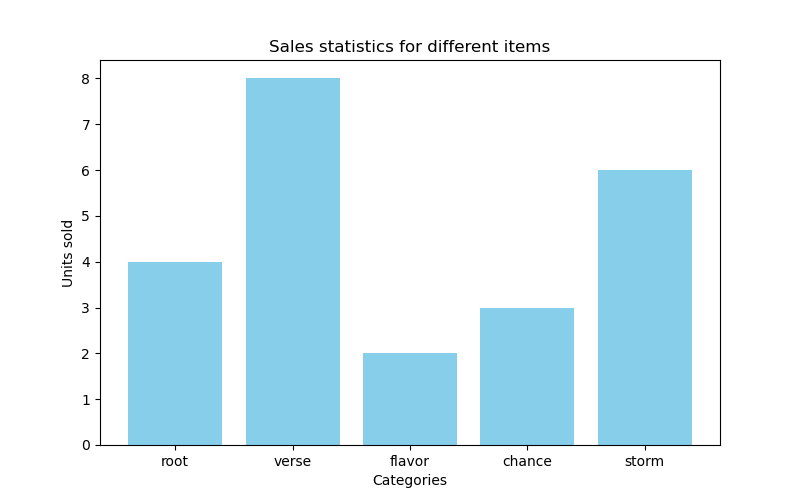 Sales statistics for different items
8
7
6
5
4
3
2
1
0
Units sold
root verse flavor chance storm
Categories